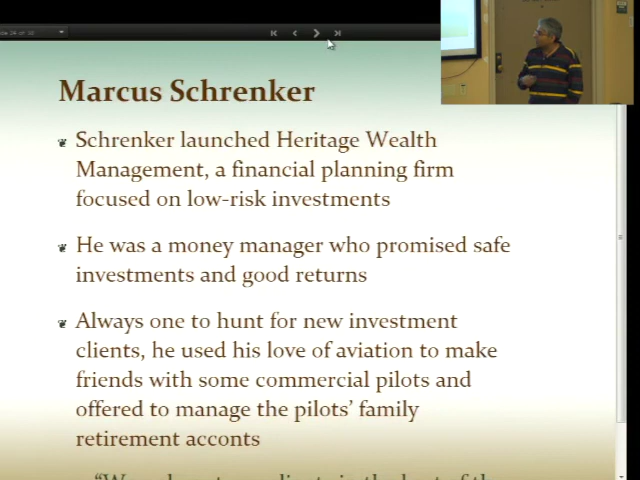 Marcus Schrenker
Schrenker launched Heritage Wealth
Management, a financial planning firm
focused on low-risk investments
He was a money manager who promised safe
investments and good returns
Always one to hunt for new investment
clients, he used his love of aviation to make
friends with some commercial pilots and
offered to manage the pilots' family
retirement acconts